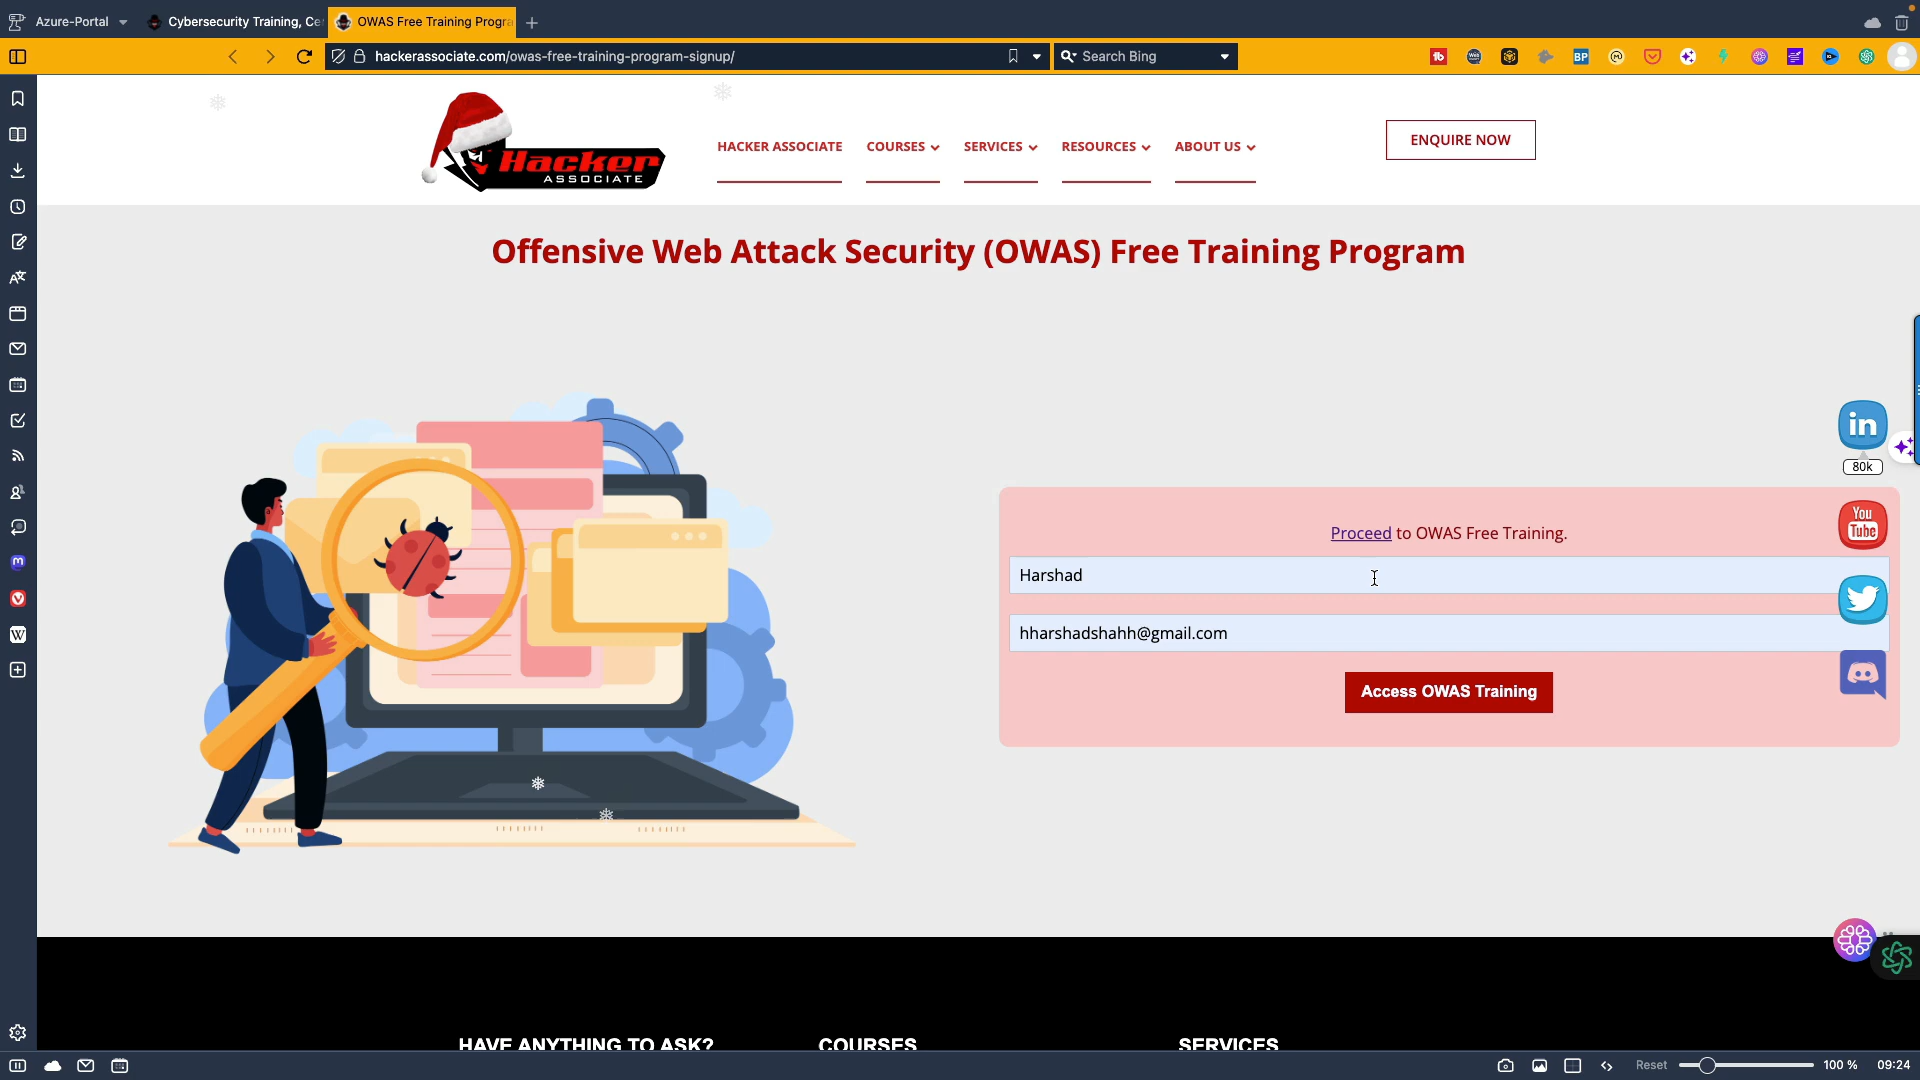 Azure-Portal
Cybersecurity Training, Ce
OWAS Free Training Progra
hackerassociate.com/owas-free-training-program-signup/
Search Bing
Hacker
ASSOCIATE
HACKER ASSOCIATE
COURSES
SERVICES
RESOURCES
ABOUT US
ENQUIRE NOW
Offensive Web Attack Security (OWAS) Free Training Program
in
80k
You
Tube
Proceed to OWAS Free Training.
Harshad
hharshadshahh@gmail.com
Access OWAS Training
HAVE ANYTHING TO ASK?
COURSES
SERVICES
Reset
100 %
09:24